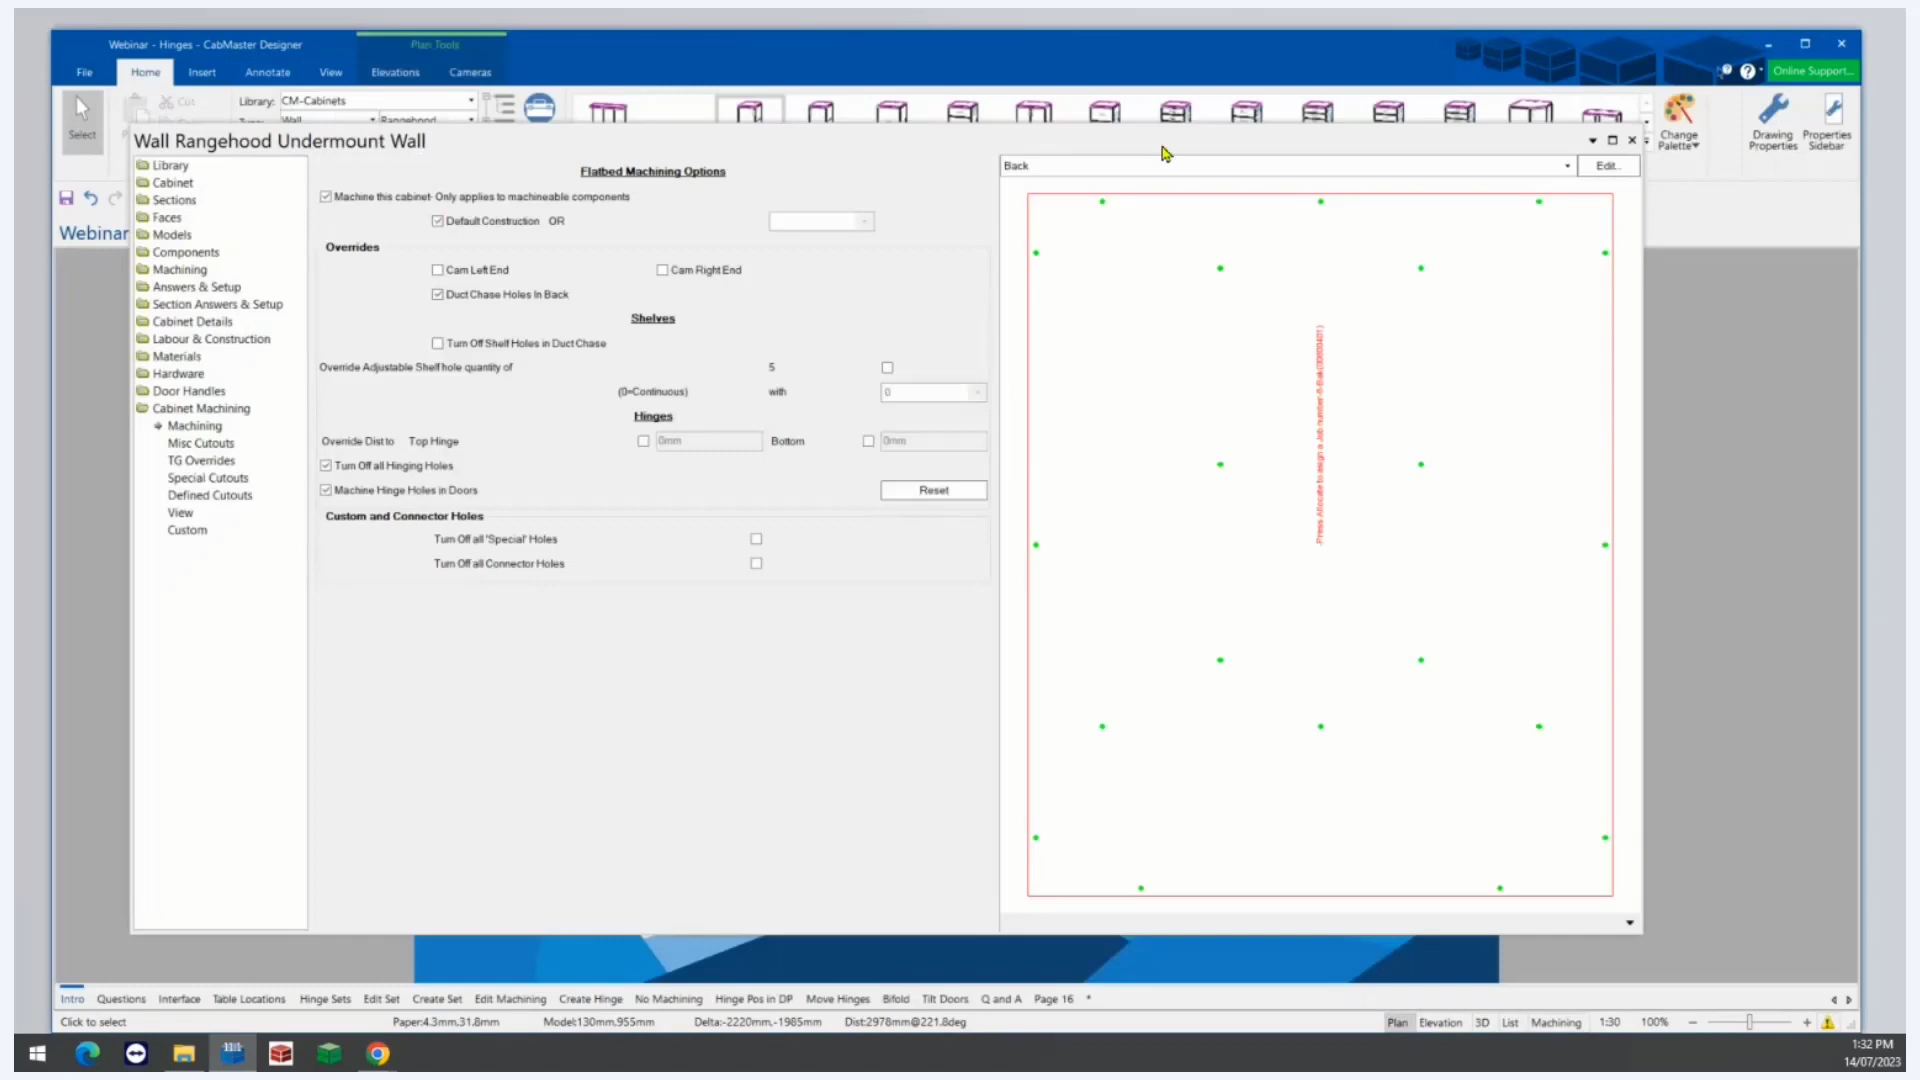 Webinar - Hinges - CabMaster Designer
Plan Tools
File Home Insert Annotate View Elevations Cameras
Online Support...
Select
Cut
Library: CM-Cabinets
Wall Rangehood
Change Palette
Drawing Properties
Properties Sidebar
Webinar
Wall Rangehood Undermount Wall
Library
Cabinet
Sections
Faces
Models
Components
Machining
Answers & Setup
Section Answers & Setup
Cabinet Details
Labour & Construction
Materials
Hardware
Door Handles
Cabinet Machining
Machining
Misc Cutouts
TG Overrides
Special Cutouts
Defined Cutouts
View
Custom
Flatbed Machining Options
Machine this cabinet- Only applies to machineable components
Default Construction OR
Overrides
Cam Left End Cam Right End
Duct Chase Holes In Back
Shelves
Turn Off Shelf Holes in Duct Chase
Override Adjustable Shelf hole quantity of 5
(0=Continuous) with 0
Hinges
Override Dist to Top Hinge 0mm Bottom 0mm
Turn Off all Hinging Holes
Machine Hinge Holes in Doors Reset
Custom and Connector Holes
Turn Off all 'Special' Holes
Turn Off all Connector Holes
Back Edit..
Intro Questions Interface Table Locations Hinge Sets Edit Set Create Set Edit Machining Create Hinge No Machining Hinge Pos in DP Move Hinges Bifold Tilt Doors Q and A Page 16 *
Click to select Paper:4.3mm,31.8mm Model:130mm,955mm Delta:-2220mm,-1985mm Dist:2978mm@221.8deg Plan Elevation 3D List Machining 1:30 100%
1:32 PM
14/07/2023